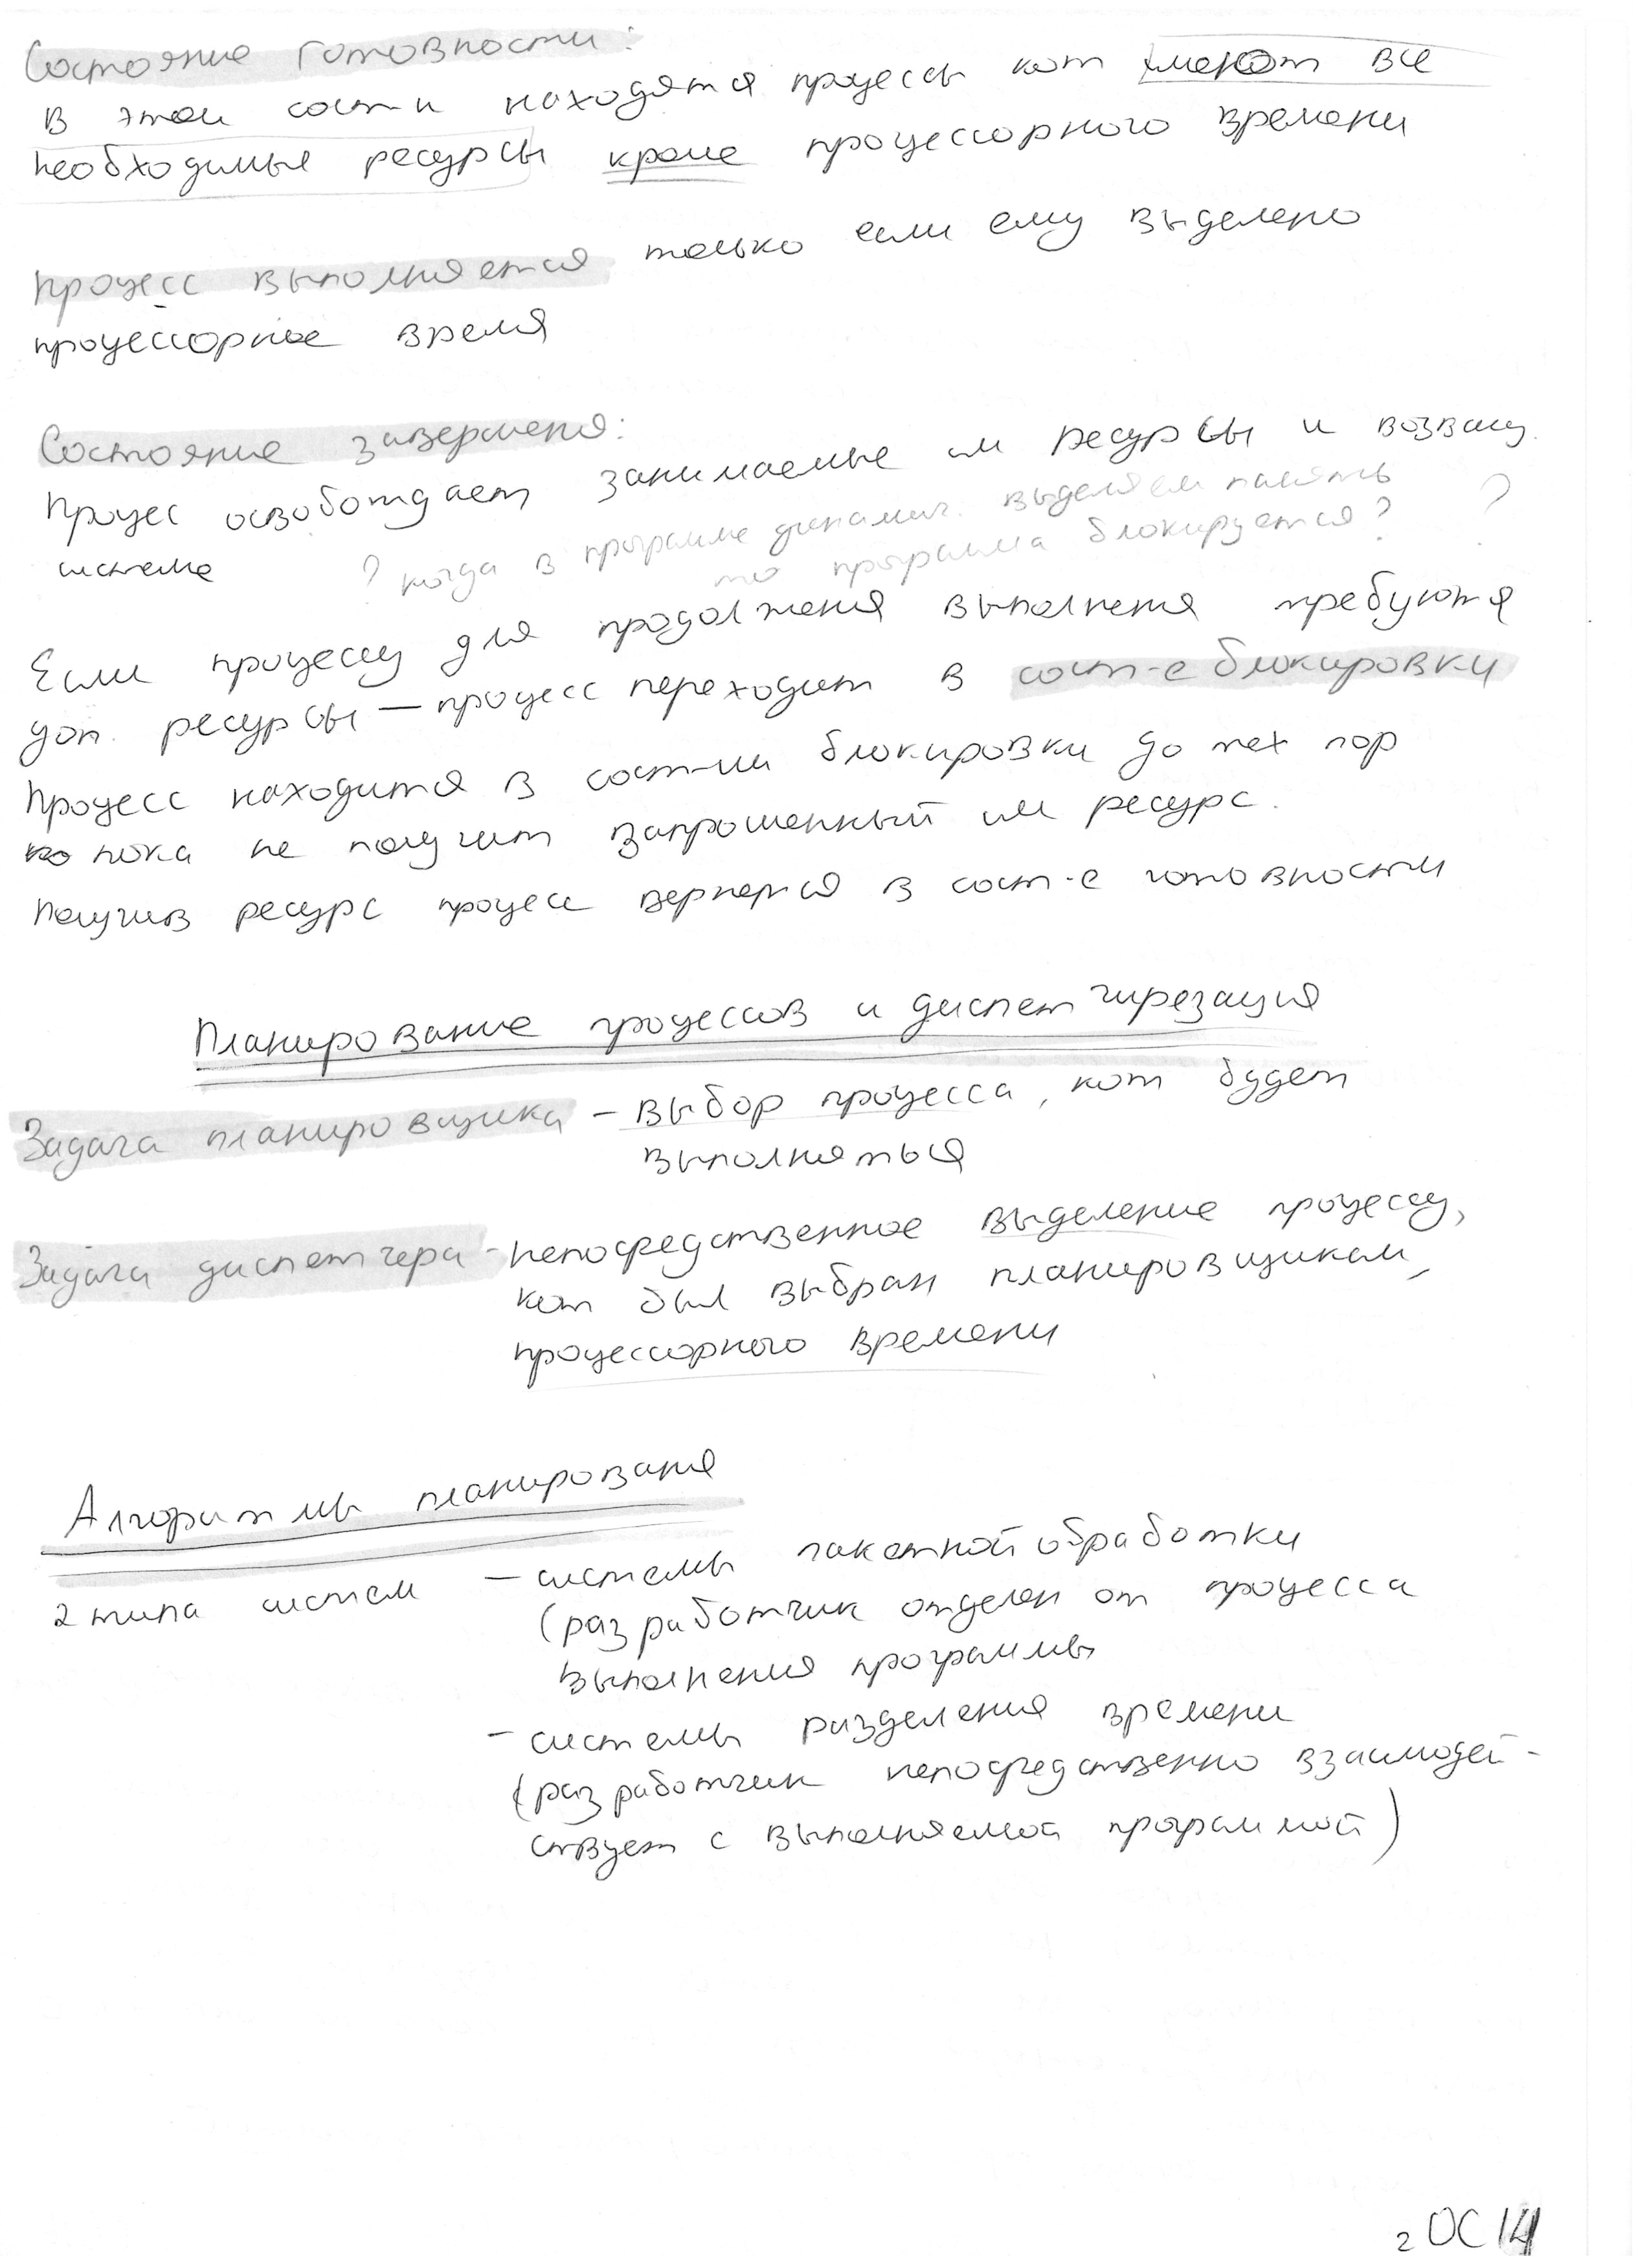 Состояние готовности:
В этом сост-и находятся процессы кот имеют все
необходимые ресурсы кроме процессорного времени
процесс выполняется только если ему выделено
процессорное время
Состояние завершения:
Процес освобождает занимаемые им ресурсы и возвращ.
системе
? когда в программе динамич. выделяем память ?
то программа блокируется?
Если процессу для продолжения выполнения требуются
доп. ресурсы — процесс переходит в сост-е блокировки
Процесс находится в сост-ии блокировки до тех пор
пока не получит запрошенный им ресурс.
Получив ресурс процесс вернется в сост-е готовности
Планирование процессов и диспетчирезация
Задача планировщика – выбор процесса, кот будет
выполняться
Задача диспетчера - непосредственное выделение процессу,
кот был выбран планировщиком,
процессорного времени
Алгоритмы планирования
2 типа систем – системы пакетной обработки
(разработчик отделен от процесса
выполнения программы
– системы разделения времени
(разработчик непосредственно взаимодей-
ствует с выполняемой программой)
2 ОС 14